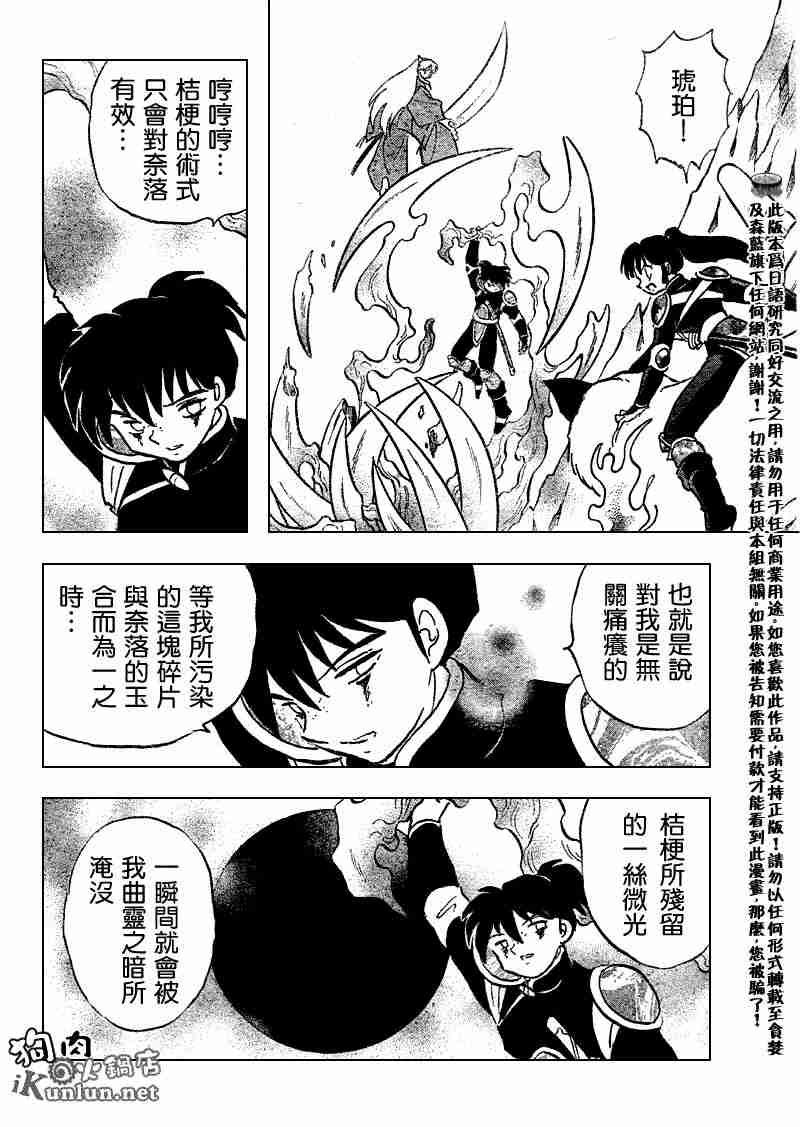 琥珀！
哼哼哼…
桔梗的術式
只會對奈落
有效…
也就是說
對我是無
關痛癢的
等我所污染
的這塊碎片
與奈落的玉
合而為一之
時…
桔梗所殘留
的一絲微光
一瞬間就會被
我曲靈之暗所
淹沒
此版本爲日語研究同好交流之用，請勿用于任何商業用途。如您喜歡此作品，請支持正版！請勿以任何形式轉載至貪婪
及森藍旗下任何網站，謝謝！一切法律責任與本組無關。如果您被告知需要付款才能看到此漫畫，那麼，您被騙了！
狗肉
火鍋店
iKunlun.net